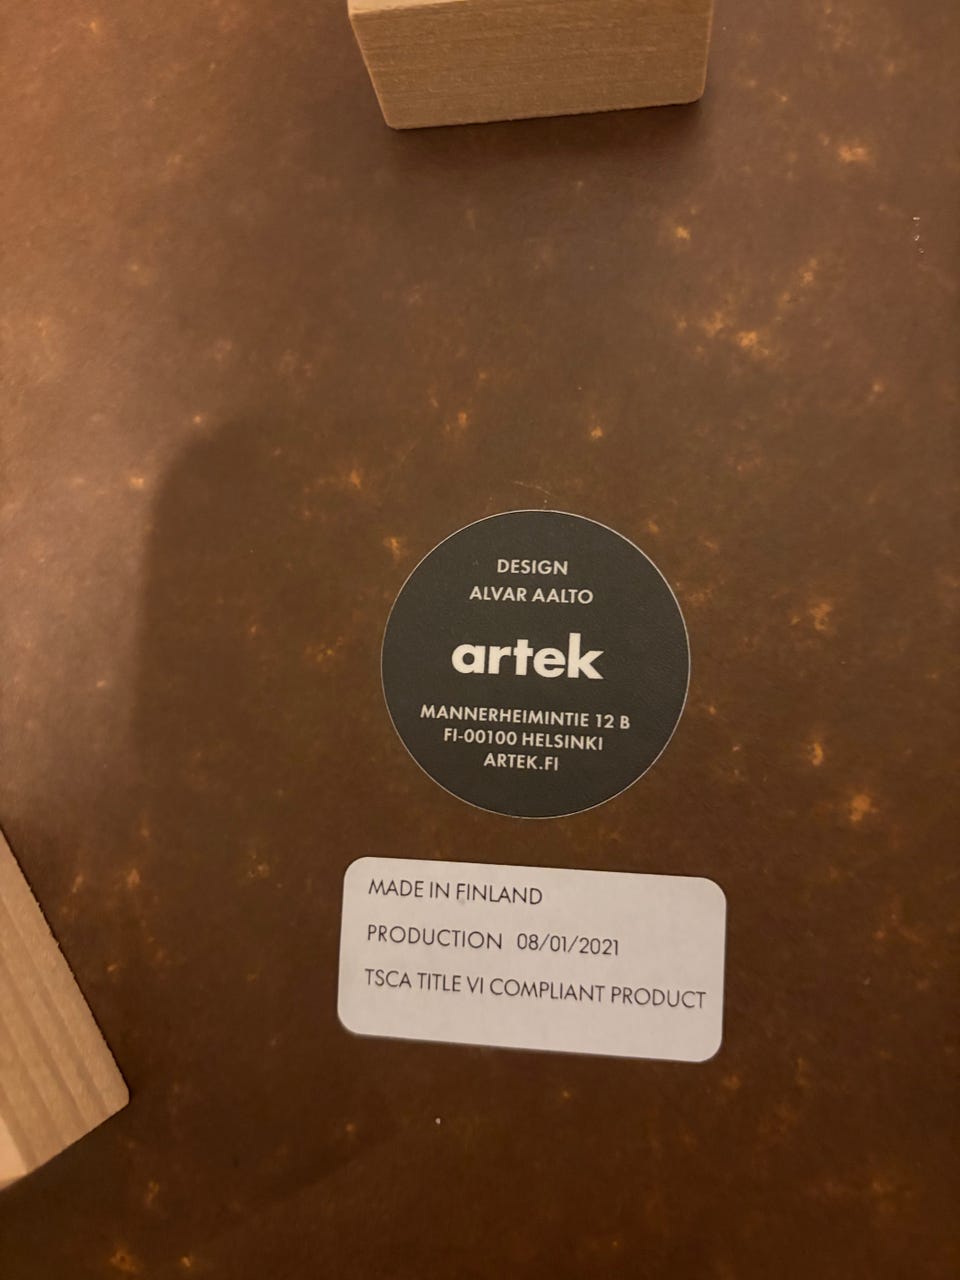 DESIGN
ALVAR AALTO
artek
MANNERHEIMINTIE 12 B
FI-00100 HELSINKI
ARTEK.FI
MADE IN FINLAND
PRODUCTION 08/01/2021
TSCA TITLE VI COMPLIANT PRODUCT